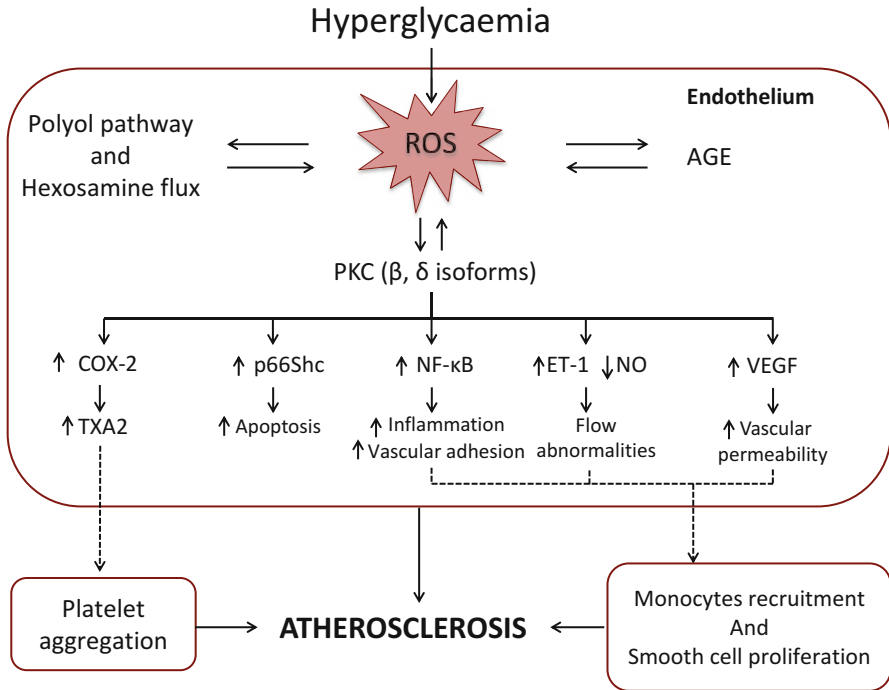 Hyperglycaemia
Endothelium
Polyol pathway
and
Hexosamine flux
ROS
AGE
PKC (β, δ isoforms)
↑ COX-2
↑ p66Shc
↑ NF-κB
↑ET-1 ↓NO
↑ VEGF
↑TXA2
↑ Apoptosis
↑ Inflammation
↑ Vascular adhesion
Flow
abnormalities
↑ Vascular
permeability
Platelet
aggregation
ATHEROSCLEROSIS
Monocytes recruitment
And
Smooth cell proliferation